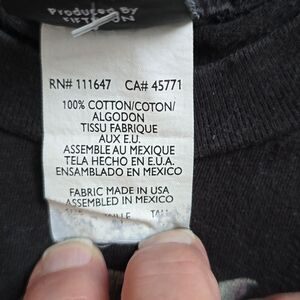 Produced By
RN# 111647 CA# 45771
100% COTTON/COTON/
ALGODON
TISSU FABRIQUE
AUX E.U.
ASSEMBLE AU MEXIQUE
TELA HECHO EN E.U.A.
ENSAMBLADO EN MEXICO
FABRIC MADE IN USA
ASSEMBLED IN MEXICO